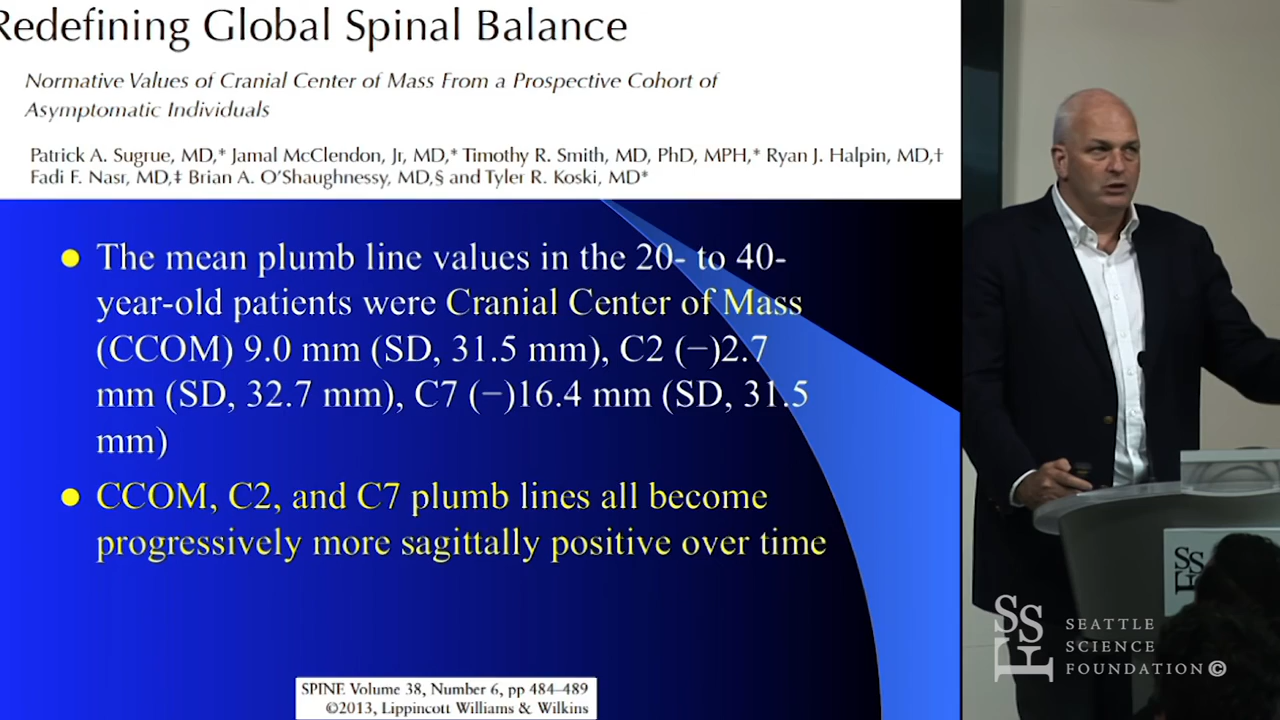 Redefining Global Spinal Balance
Normative Values of Cranial Center of Mass From a Prospective Cohort of
Asymptomatic Individuals
Patrick A. Sugrue, MD,* Jamal McClendon, Jr, MD,* Timothy R. Smith, MD, PhD, MPH,* Ryan J. Halpin, MD,†
Fadi F. Nasr, MD,‡ Brian A. O'Shaughnessy, MD,§ and Tyler R. Koski, MD*
• The mean plumb line values in the 20- to 40-
year-old patients were Cranial Center of Mass
(CCOM) 9.0 mm (SD, 31.5 mm), C2 (−)2.7
mm (SD, 32.7 mm), C7 (−)16.4 mm (SD, 31.5
mm)
• CCOM, C2, and C7 plumb lines all become
progressively more sagittally positive over time
SPINE Volume 38, Number 6, pp 484–489
©2013, Lippincott Williams & Wilkins
SSF
SSF
SEATTLE
SCIENCE
FOUNDATION©